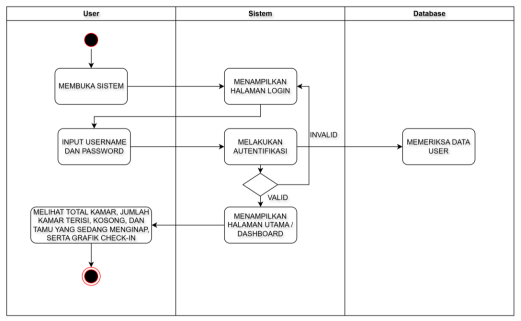 User
Sistem
Database
MEMBUKA SISTEM
MENAMPILKAN
HALAMAN LOGIN
INPUT USERNAME
DAN PASSWORD
MELAKUKAN
AUTENTIFIKASI
INVALID
MEMERIKSA DATA
USER
VALID
MENAMPILKAN
HALAMAN UTAMA /
DASHBOARD
MELIHAT TOTAL KAMAR, JUMLAH
KAMAR TERISI, KOSONG, DAN
TAMU YANG SEDANG MENGINAP,
SERTA GRAFIK CHECK-IN